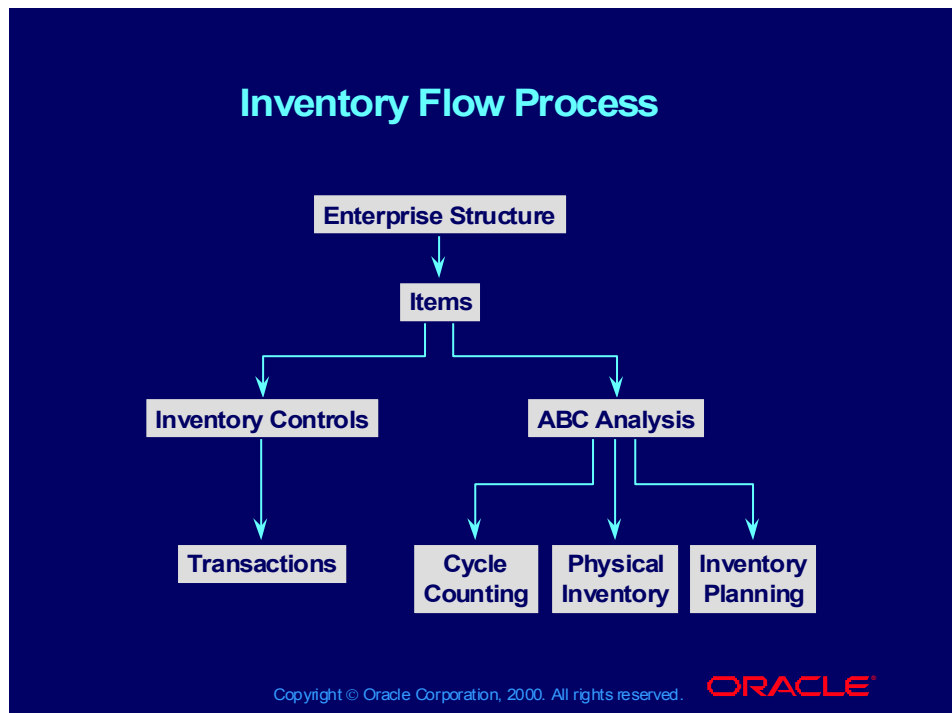 Inventory Flow Process
Enterprise Structure
Items
Inventory Controls
ABC Analysis
Transactions
Cycle
Counting
Physical
Inventory
Inventory
Planning
Copyright © Oracle Corporation, 2000. All rights reserved.
ORACLE®